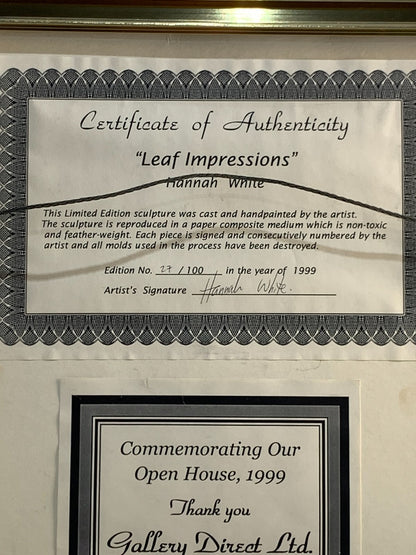 Certificate of Authenticity
"Leaf Impressions"
Hannah White
This Limited Edition sculpture was cast and handpainted by the artist.
The sculpture is reproduced in a paper composite medium which is non-toxic
and feather-weight. Each piece is signed and consecutively numbered by the
artist and all molds used in the process have been destroyed.
Edition No. 27 / 100 in the year of 1999
Artist's Signature Hannah White.
Commemorating Our
Open House, 1999
Thank you
Gallery Direct Ltd.